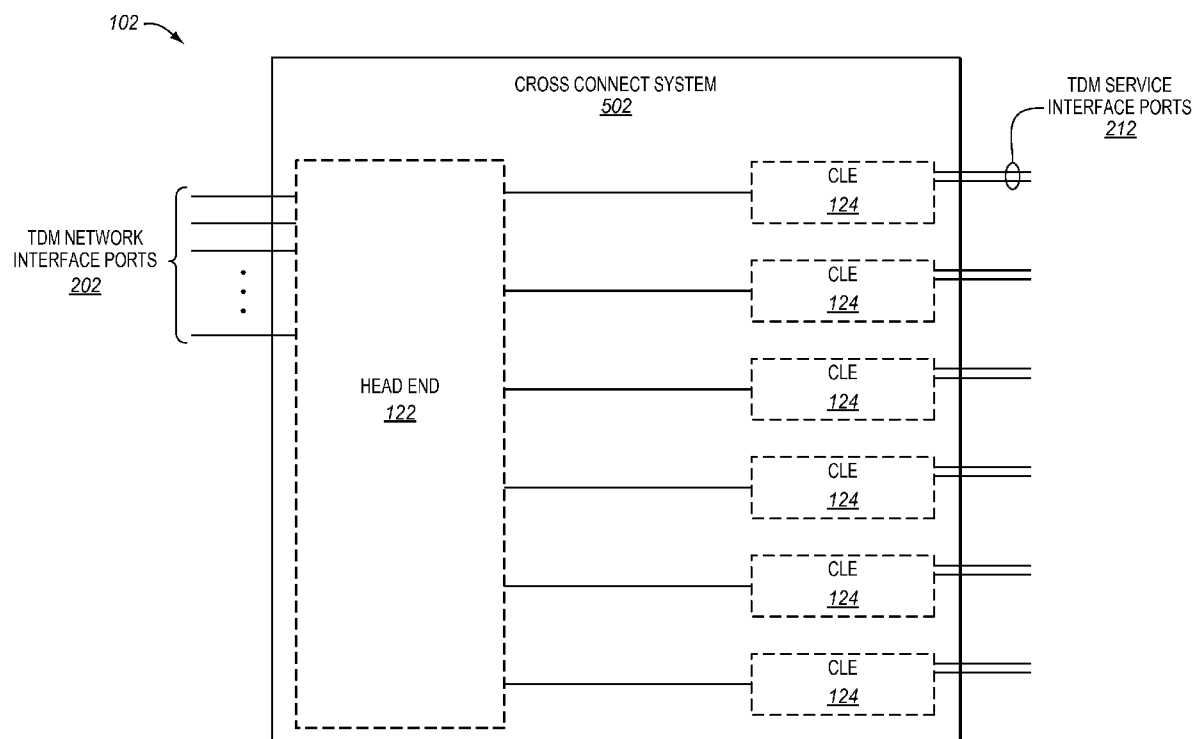 102
CROSS CONNECT SYSTEM
502
TDM SERVICE
INTERFACE PORTS
212
TDM NETWORK
INTERFACE PORTS
202
HEAD END
122
CLE
124
CLE
124
CLE
124
CLE
124
CLE
124
CLE
124